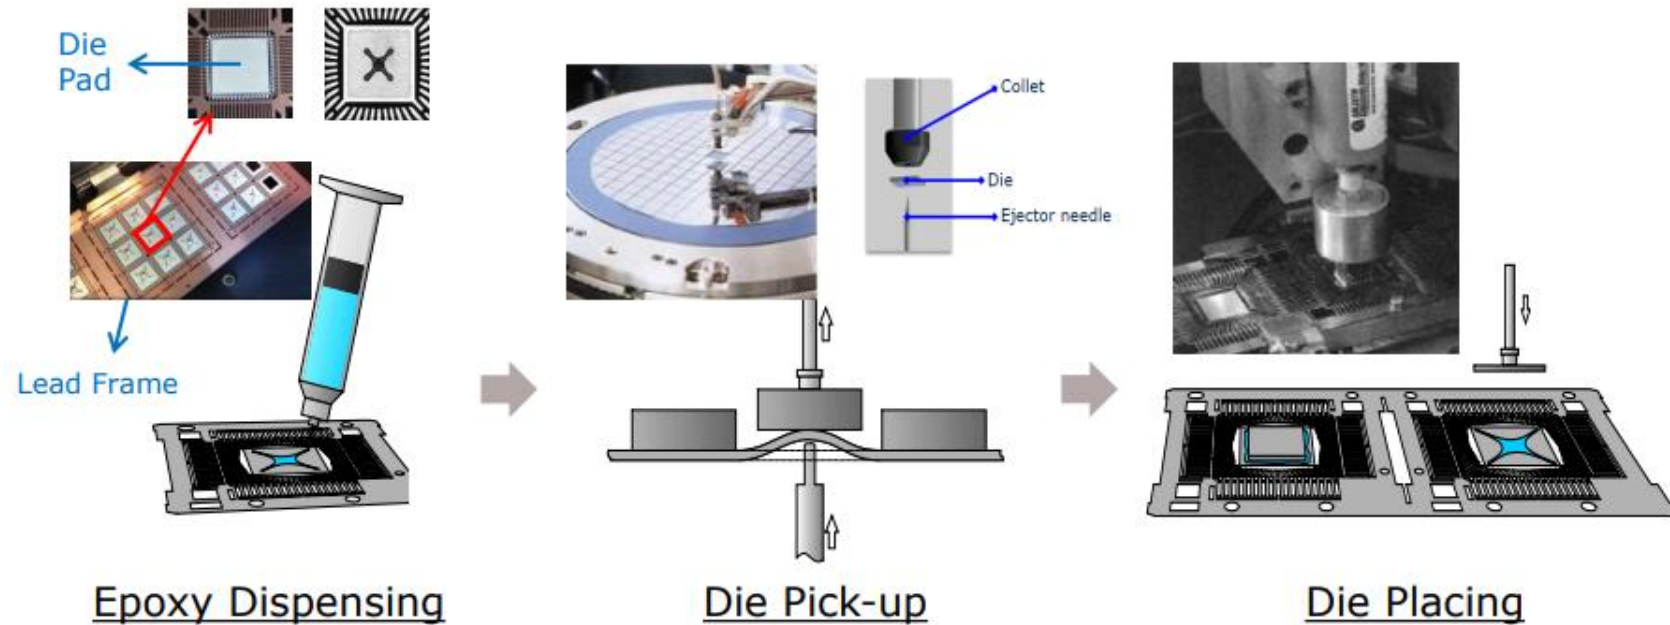 Die
Pad
Lead Frame
Collet
Die
Ejector needle
Epoxy Dispensing
Die Pick-up
Die Placing